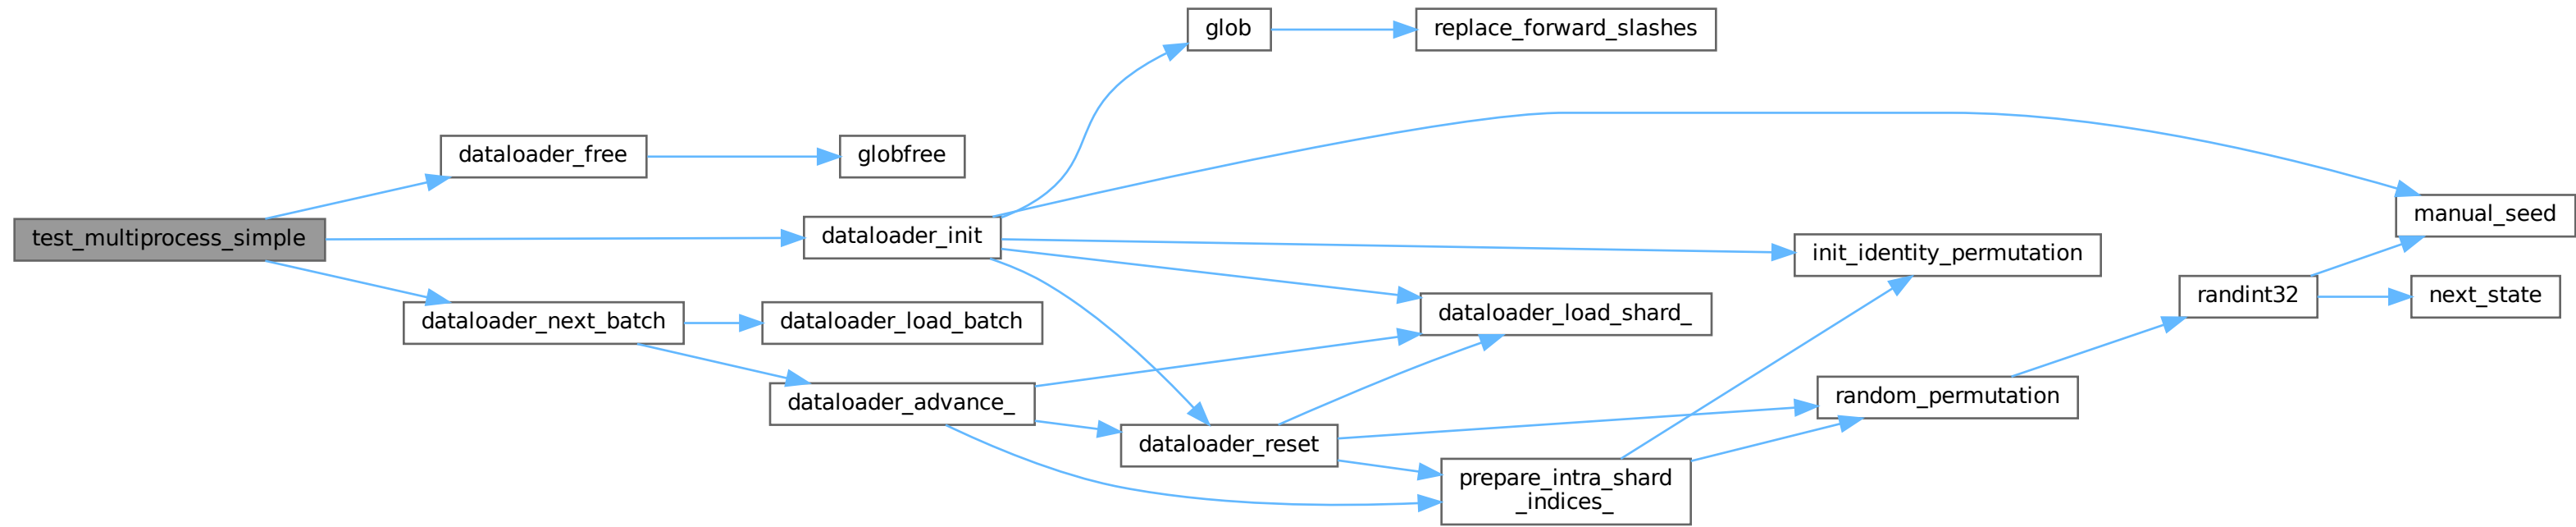 glob
replace_forward_slashes
dataloader_free
globfree
manual_seed
test_multiprocess_simple
dataloader_init
init_identity_permutation
dataloader_next_batch
dataloader_load_batch
dataloader_load_shard_
randint32
next_state
dataloader_advance_
random_permutation
dataloader_reset
prepare_intra_shard
_indices_